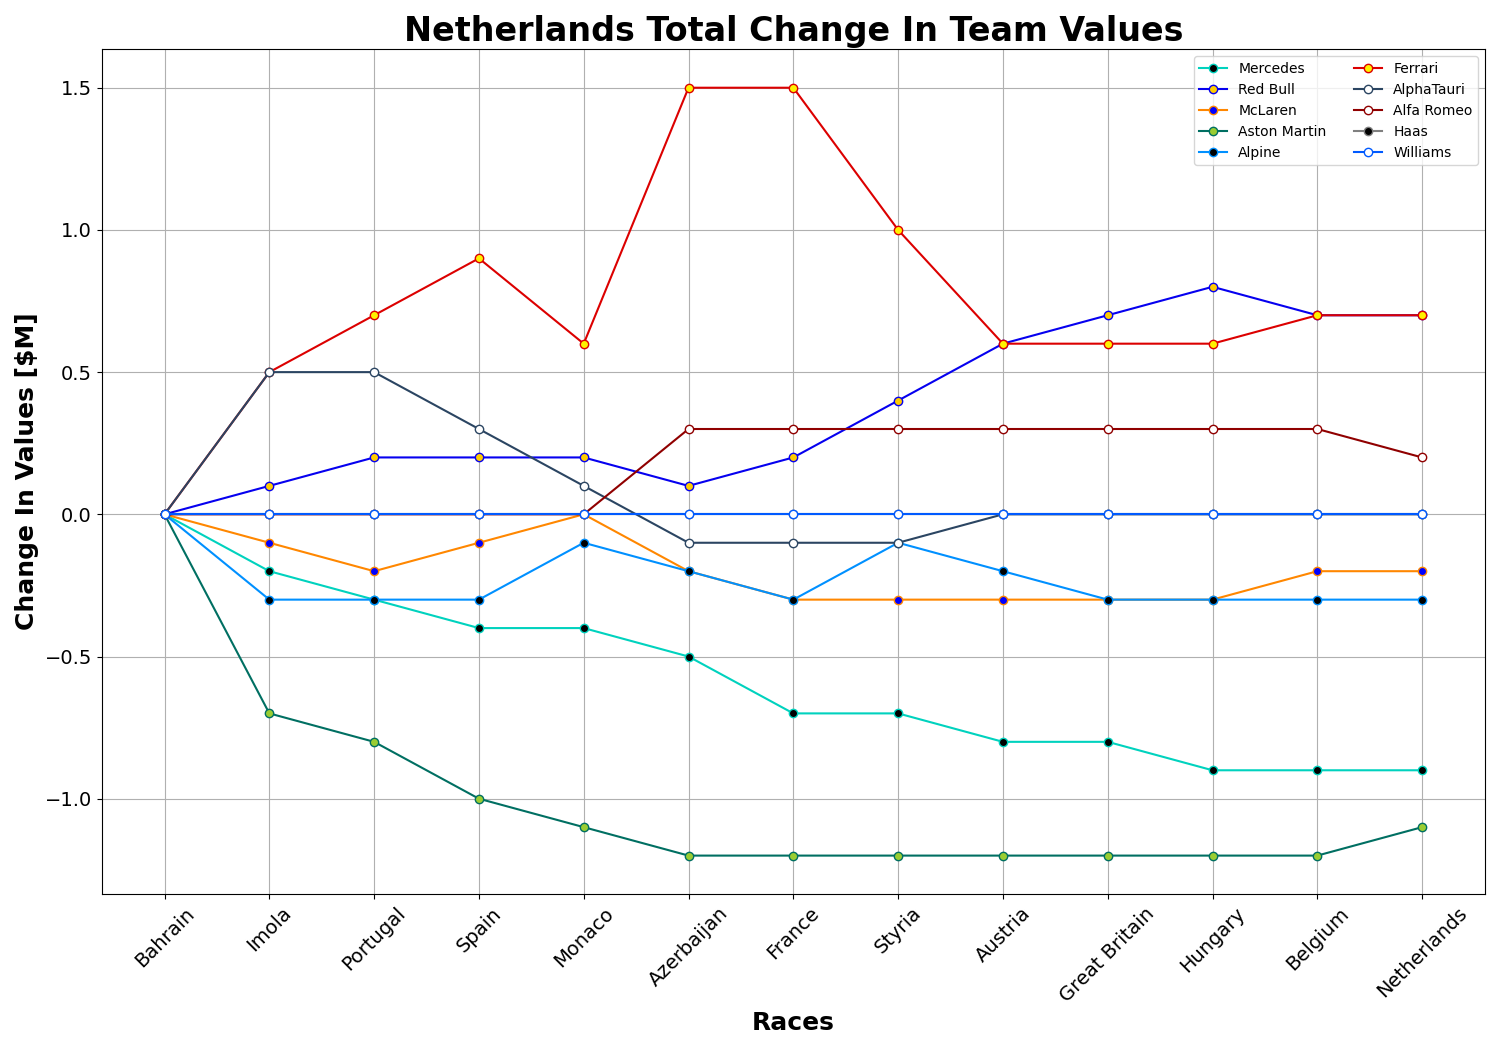 Netherlands Total Change In Team Values
Mercedes
Red Bull
McLaren
Aston Martin
Alpine
Ferrari
AlphaTauri
Alfa Romeo
Haas
Williams
Change In Values [$M]
1.5
1.0
0.5
0.0
−0.5
−1.0
Bahrain
Imola
Portugal
Spain
Monaco
Azerbaijan
France
Styria
Austria
Great Britain
Hungary
Belgium
Netherlands
Races